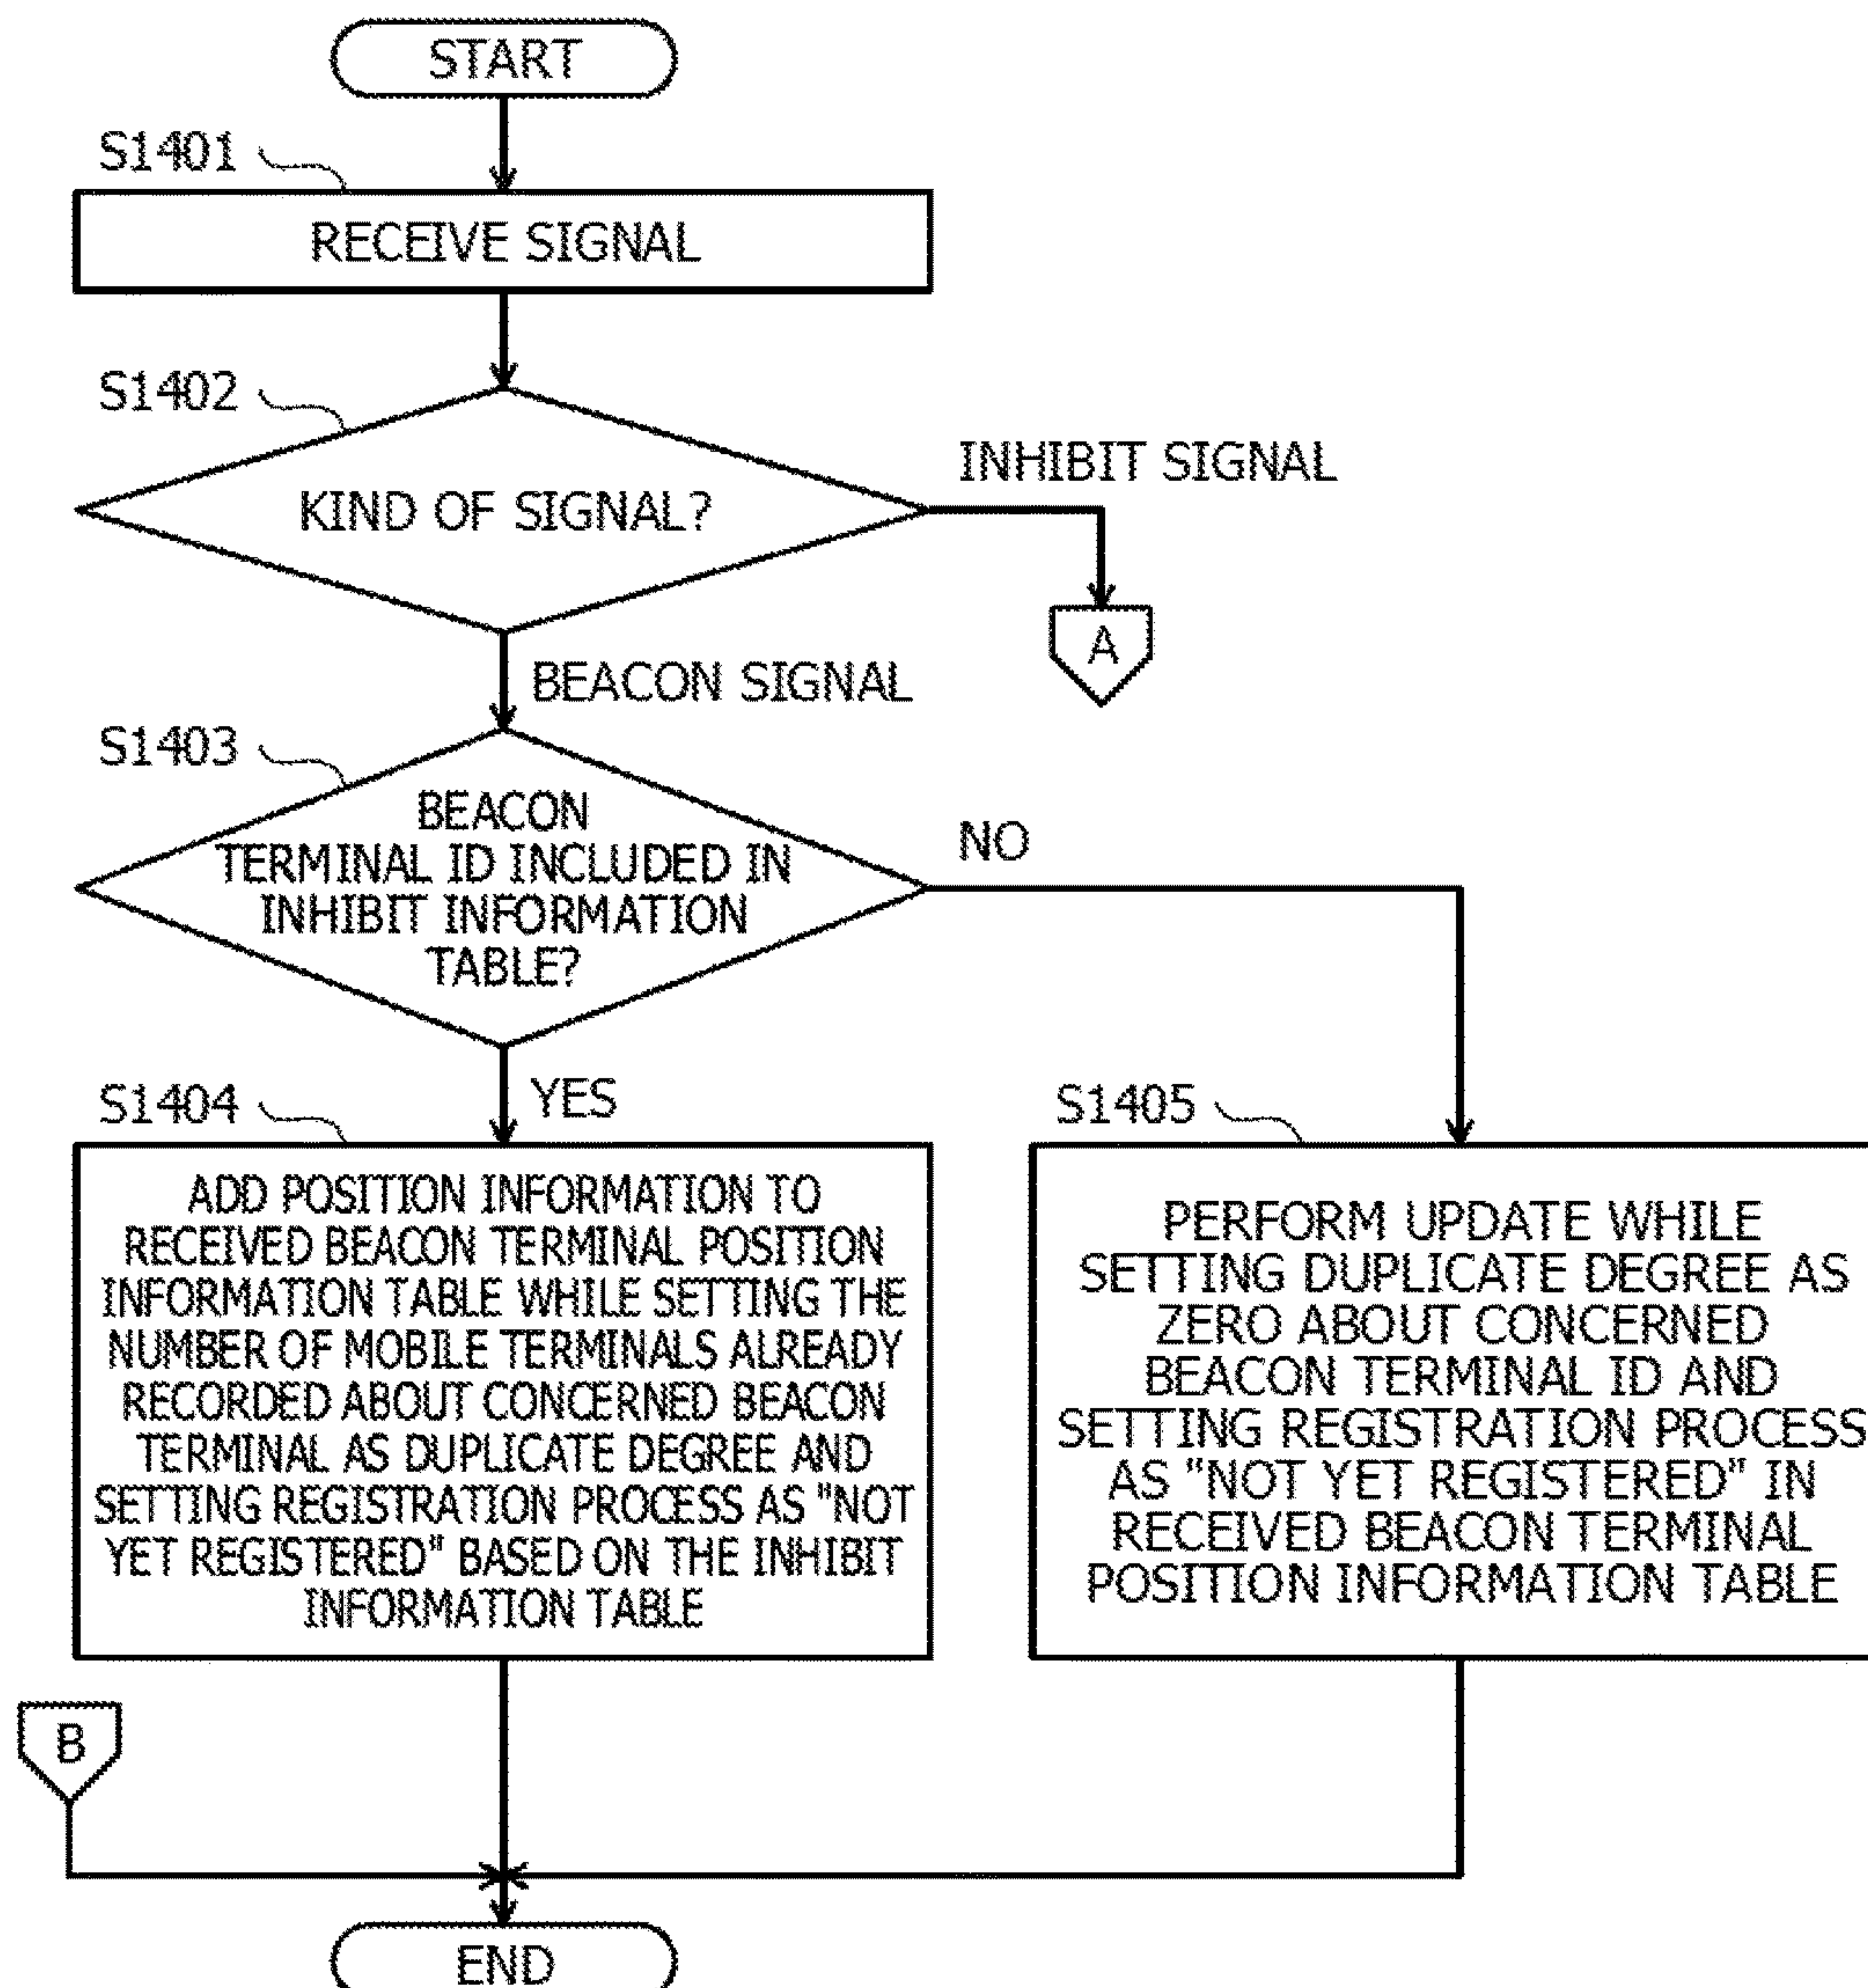 START
S1401
RECEIVE SIGNAL
S1402
KIND OF SIGNAL?
INHIBIT SIGNAL
A
BEACON SIGNAL
S1403
BEACON
TERMINAL ID INCLUDED IN
INHIBIT INFORMATION
TABLE?
NO
YES
S1404
ADD POSITION INFORMATION TO
RECEIVED BEACON TERMINAL POSITION
INFORMATION TABLE WHILE SETTING THE
NUMBER OF MOBILE TERMINALS ALREADY
RECORDED ABOUT CONCERNED BEACON
TERMINAL AS DUPLICATE DEGREE AND
SETTING REGISTRATION PROCESS AS "NOT
YET REGISTERED" BASED ON THE INHIBIT
INFORMATION TABLE
S1405
PERFORM UPDATE WHILE
SETTING DUPLICATE DEGREE AS
ZERO ABOUT CONCERNED
BEACON TERMINAL ID AND
SETTING REGISTRATION PROCESS
AS "NOT YET REGISTERED" IN
RECEIVED BEACON TERMINAL
POSITION INFORMATION TABLE
B
END